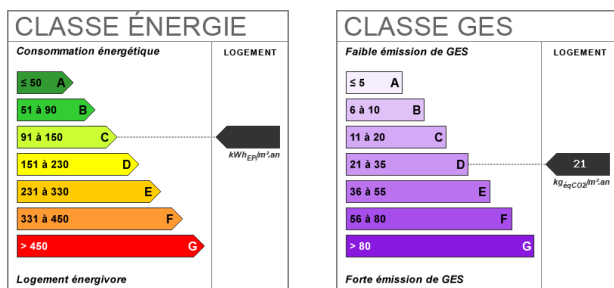 CLASSE ÉNERGIE
Consommation énergétique
LOGEMENT
≤ 50 A
51 à 90 B
91 à 150 C
151 à 230 D
231 à 330 E
331 à 450 F
> 450 G
kWhEP/m².an
Logement énergivore
CLASSE GES
Faible émission de GES
LOGEMENT
≤ 5 A
6 à 10 B
11 à 20 C
21 à 35 D
21
36 à 55 E
kgéqCO2/m².an
56 à 80 F
> 80 G
Forte émission de GES